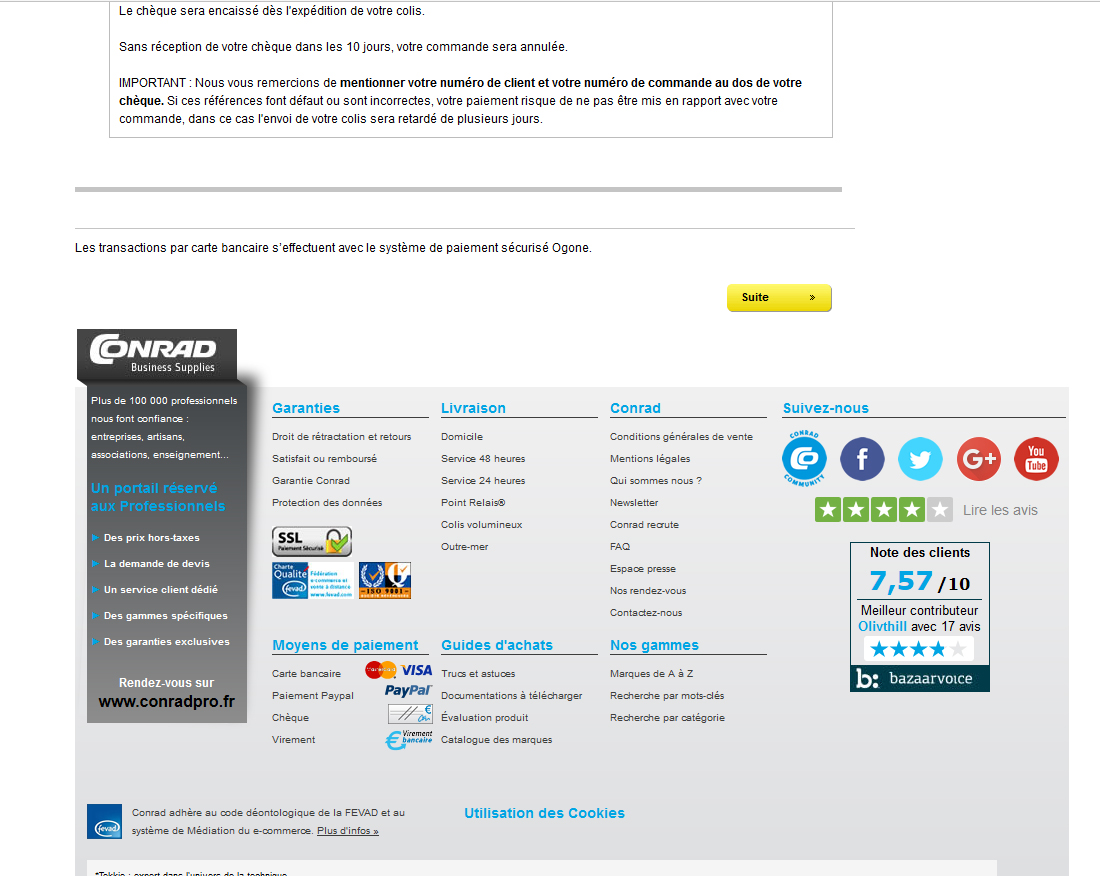 Le chèque sera encaissé dès l'expédition de votre colis.
Sans réception de votre chèque dans les 10 jours, votre commande sera annulée.
IMPORTANT : Nous vous remercions de mentionner votre numéro de client et votre numéro de commande au dos de votre
chèque. Si ces références font défaut ou sont incorrectes, votre paiement risque de ne pas être mis en rapport avec votre
commande, dans ce cas l'envoi de votre colis sera retardé de plusieurs jours.
Les transactions par carte bancaire s'effectuent avec le système de paiement sécurisé Ogone.
Suite »
CONRAD
Business Supplies
Plus de 100 000 professionnels
nous font confiance :
entreprises, artisans,
associations, enseignement...
Un portail réservé
aux Professionnels
Des prix hors-taxes
La demande de devis
Un service client dédié
Des gammes spécifiques
Des garanties exclusives
Rendez-vous sur
www.conradpro.fr
Garanties
Droit de rétractation et retours
Satisfait ou remboursé
Garantie Conrad
Protection des données
SSL
Paiement Sécurisé
Charte
Qualité
fevad
Fédération
e-commerce et
vente à distance
www.fevad.com
ISO 9001
Livraison
Domicile
Service 48 heures
Service 24 heures
Point Relais®
Colis volumineux
Outre-mer
Conrad
Conditions générales de vente
Mentions légales
Qui sommes nous ?
Newsletter
Conrad recrute
FAQ
Espace presse
Nos rendez-vous
Contactez-nous
Suivez-nous
CONRAD
COMMUNITY
f
G+
You
Tube
Lire les avis
Note des clients
7,57 /10
Meilleur contributeur
Olivthill avec 17 avis
b: bazaarvoice
Moyens de paiement
Carte bancaire
MasterCard VISA
Paiement Paypal
PayPal
Chèque
Virement
€ Virement
bancaire
Guides d'achats
Trucs et astuces
Documentations à télécharger
Évaluation produit
Catalogue des marques
Nos gammes
Marques de A à Z
Recherche par mots-clés
Recherche par catégorie
fevad
Conrad adhère au code déontologique de la FEVAD et au
système de Médiation du e-commerce. Plus d'infos »
Utilisation des Cookies
*Tekkie : expert dans l'univers de la technique